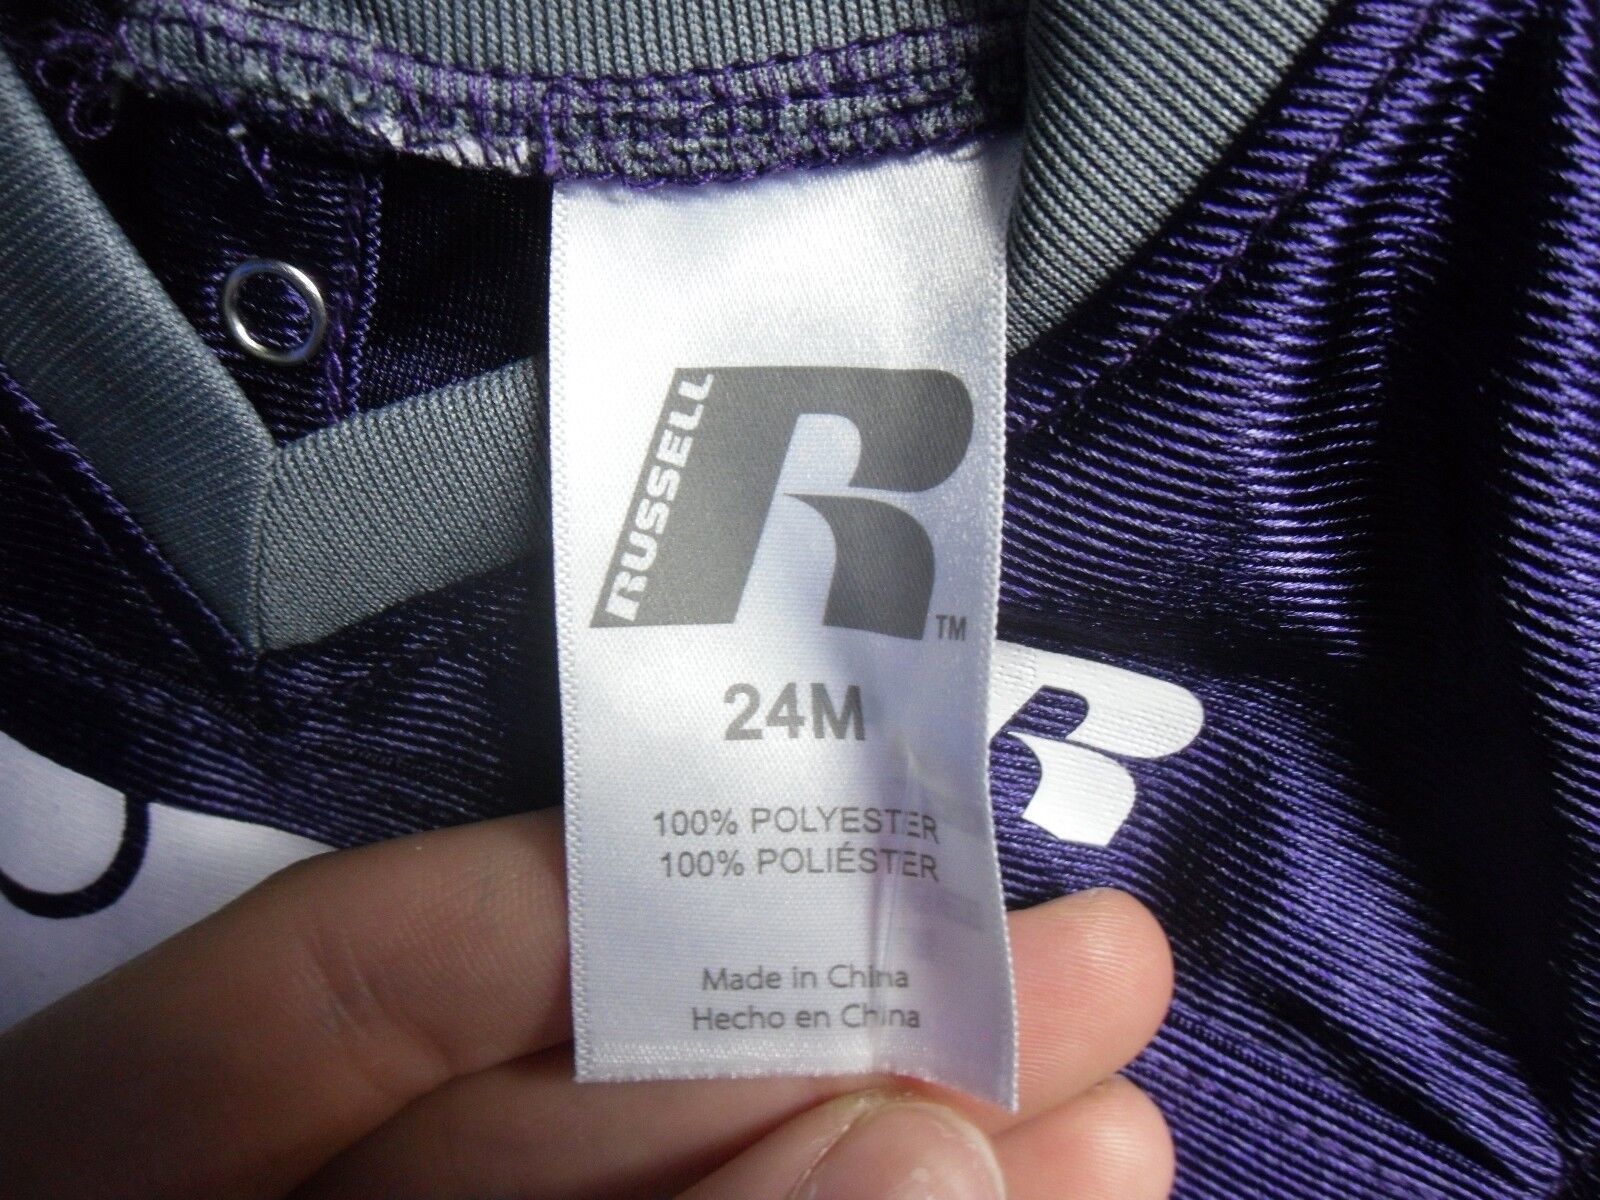 RUSSELL
R
TM
24M
100% POLYESTER
100% POLIÉSTER
Made in China
Hecho en China
R